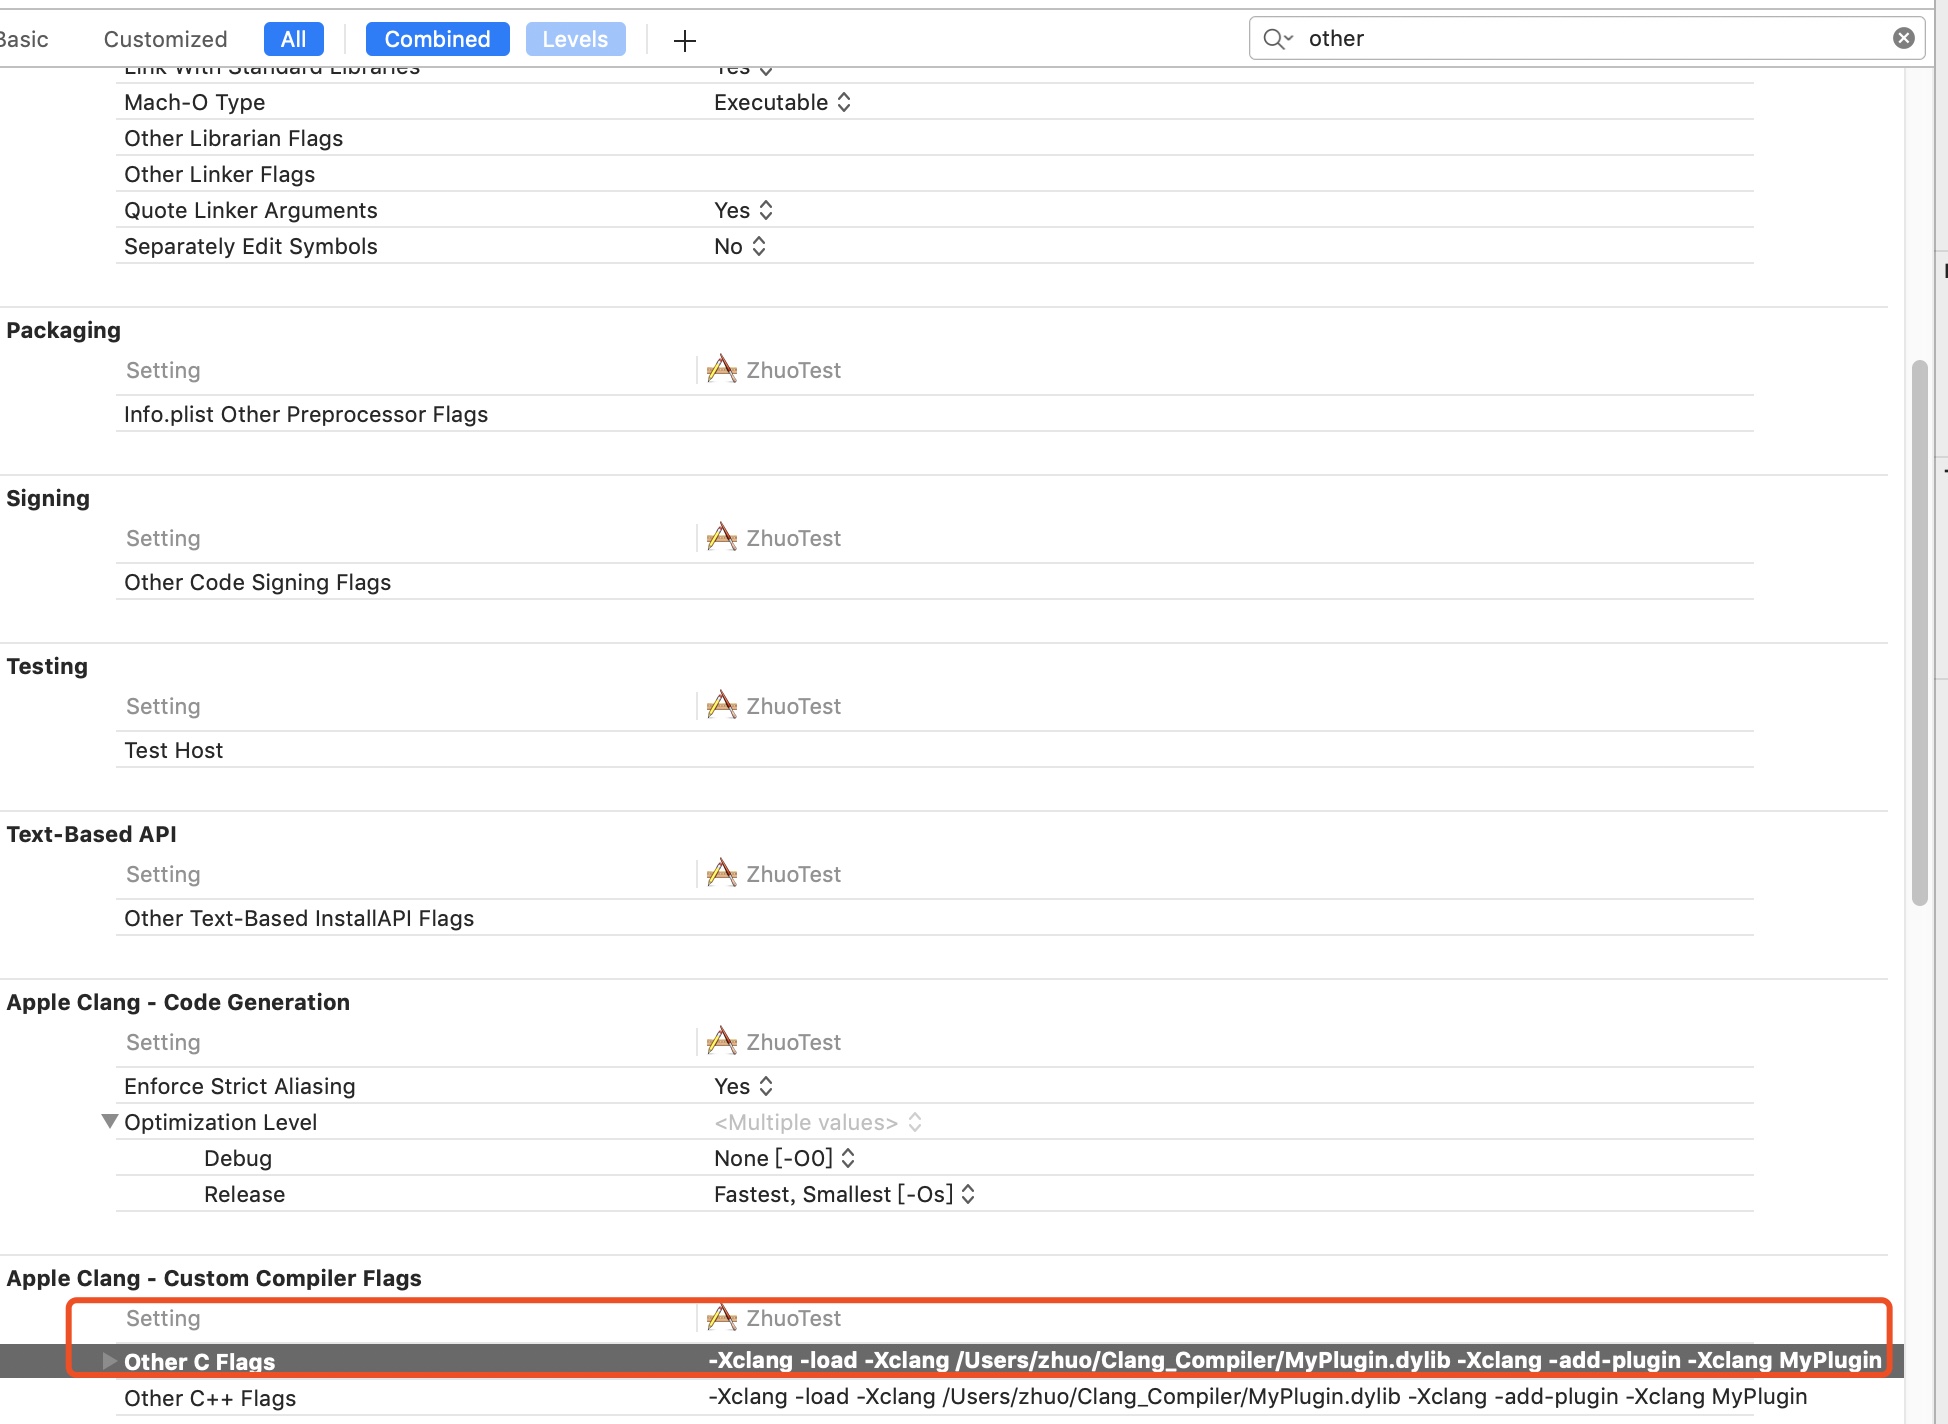 Basic Customized All Combined Levels other
Link With Standard Libraries Yes
Mach-O Type Executable
Other Librarian Flags
Other Linker Flags
Quote Linker Arguments Yes
Separately Edit Symbols No
Packaging
Setting ZhuoTest
Info.plist Other Preprocessor Flags
Signing
Setting ZhuoTest
Other Code Signing Flags
Testing
Setting ZhuoTest
Test Host
Text-Based API
Setting ZhuoTest
Other Text-Based InstallAPI Flags
Apple Clang - Code Generation
Setting ZhuoTest
Enforce Strict Aliasing Yes
Optimization Level <Multiple values>
Debug None [-O0]
Release Fastest, Smallest [-Os]
Apple Clang - Custom Compiler Flags
Setting ZhuoTest
Other C Flags -Xclang -load -Xclang /Users/zhuo/Clang_Compiler/MyPlugin.dylib -Xclang -add-plugin -Xclang MyPlugin
Other C++ Flags -Xclang -load -Xclang /Users/zhuo/Clang_Compiler/MyPlugin.dylib -Xclang -add-plugin -Xclang MyPlugin